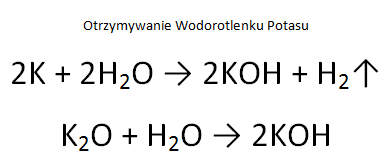 Otrzymywanie Wodorotlenku Potasu
2K + 2H₂O → 2KOH + H₂↑
K₂O + H₂O → 2KOH